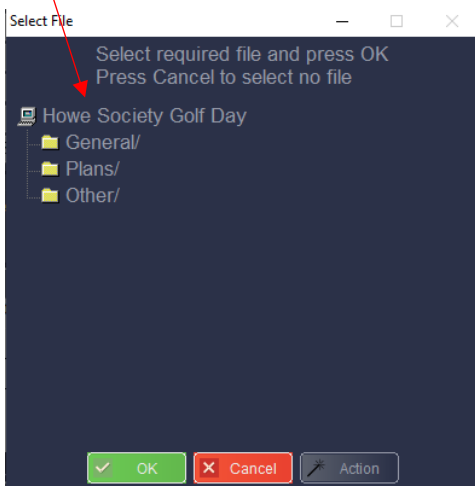 Select File
Select required file and press OK
Press Cancel to select no file
Howe Society Golf Day
General/
Plans/
Other/
OK
Cancel
Action